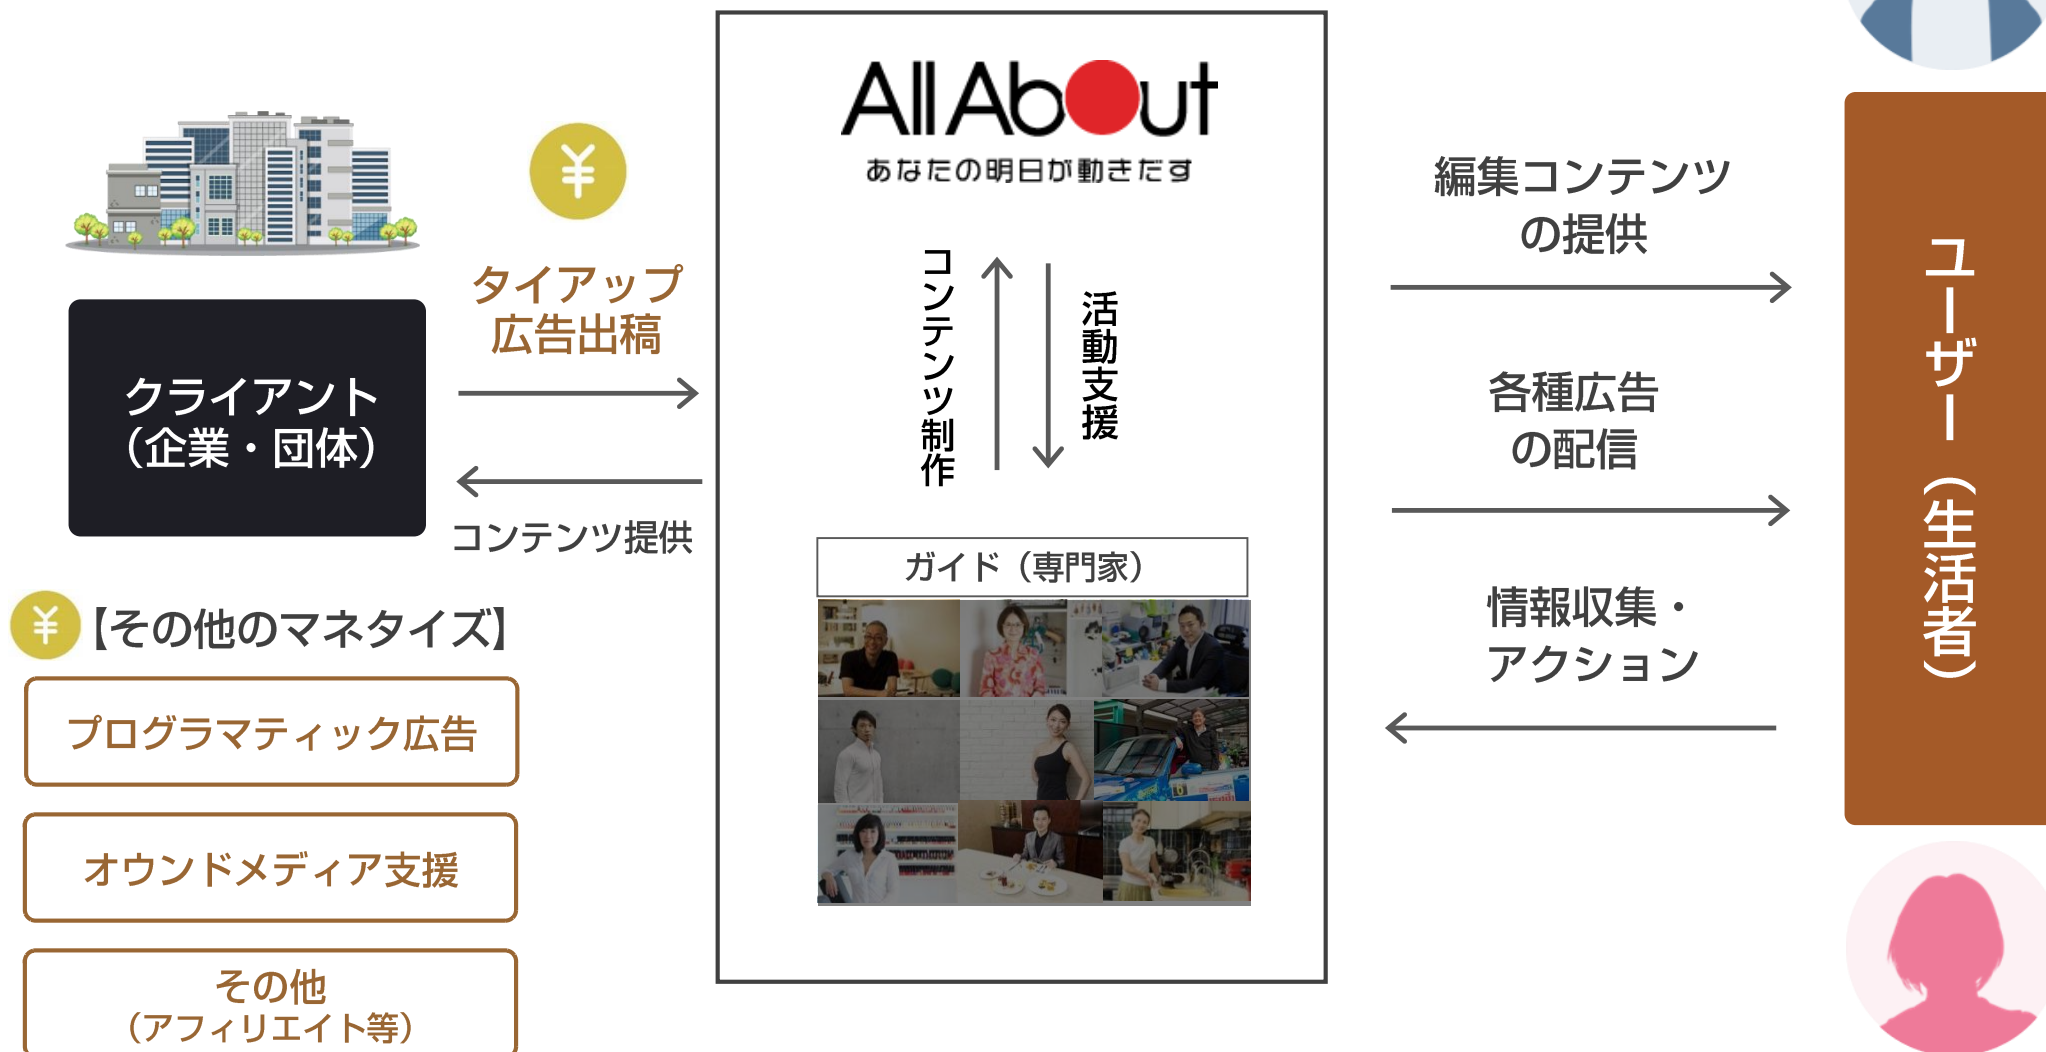 ¥
タイアップ
広告出稿
クライアント
（企業・団体）
コンテンツ提供
¥
【その他のマネタイズ】
プログラマティック広告
オウンドメディア支援
その他
（アフィリエイト等）
All About
あなたの明日が動きだす
コンテンツ制作
活動支援
ガイド（専門家）
編集コンテンツ
の提供
各種広告
の配信
情報収集・
アクション
ユーザー（生活者）